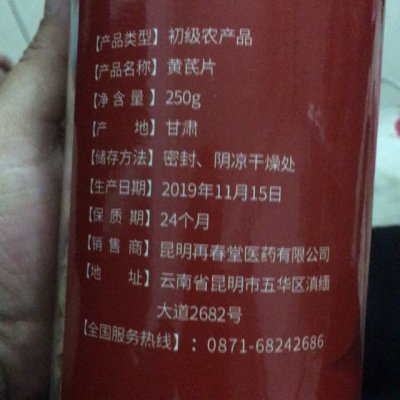 【产品类型】初级农产品
【产品名称】黄芪片
【净含量】250g
【产 地】甘肃
【储存方法】密封、阴凉干燥处
【生产日期】2019年11月15日
【保质期】24个月
【销售商】昆明再春堂医药有限公司
【地 址】云南省昆明市五华区滇缅
大道2682号
【全国服务热线】：0871-68242686